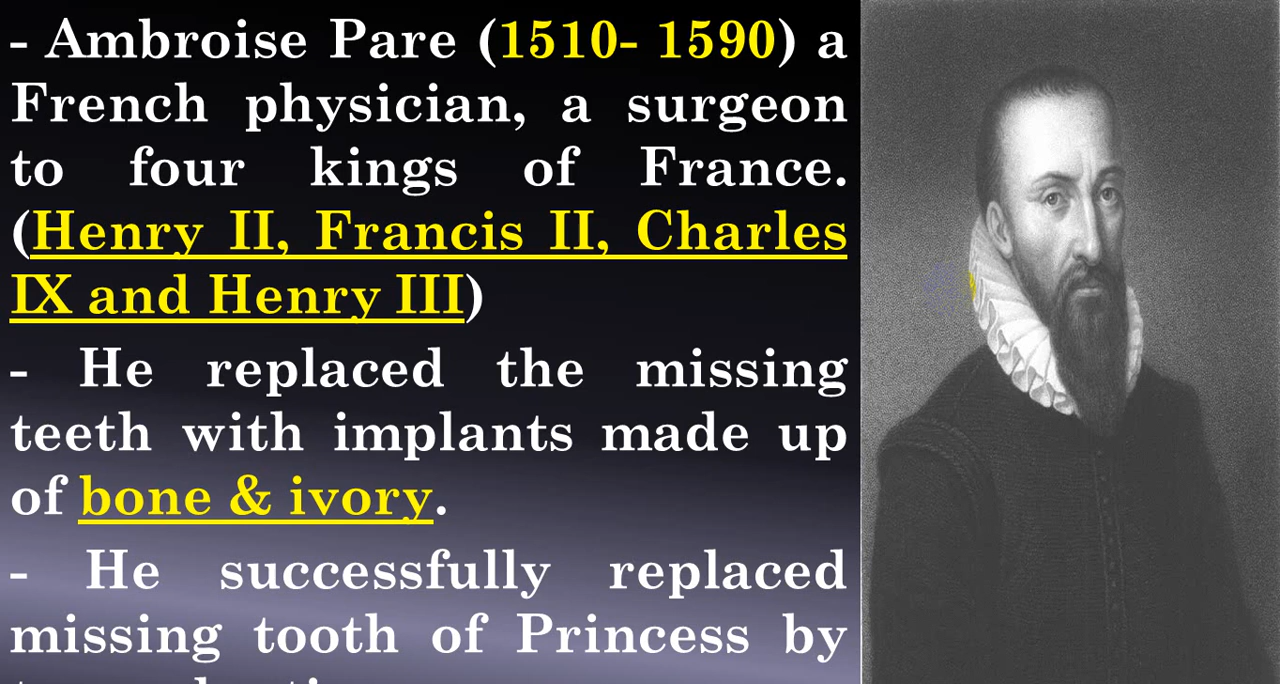 - Ambroise Pare (1510- 1590) a
French physician, a surgeon
to four kings of France.
(Henry II, Francis II, Charles
IX and Henry III)
- He replaced the missing
teeth with implants made up
of bone & ivory.
- He successfully replaced
missing tooth of Princess by